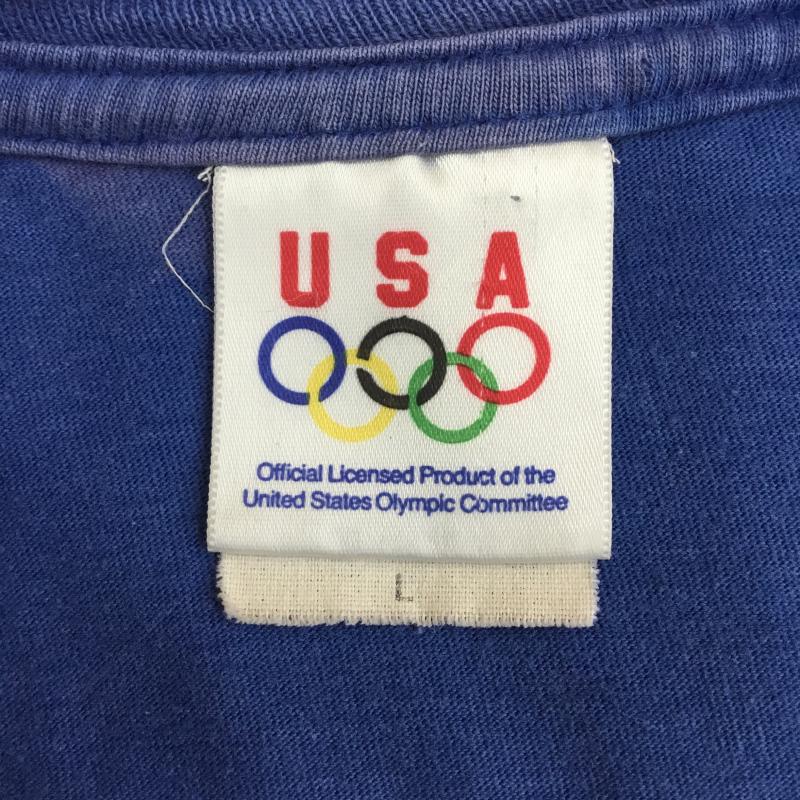 USA
Official Licensed Product of the
United States Olympic Committee
L